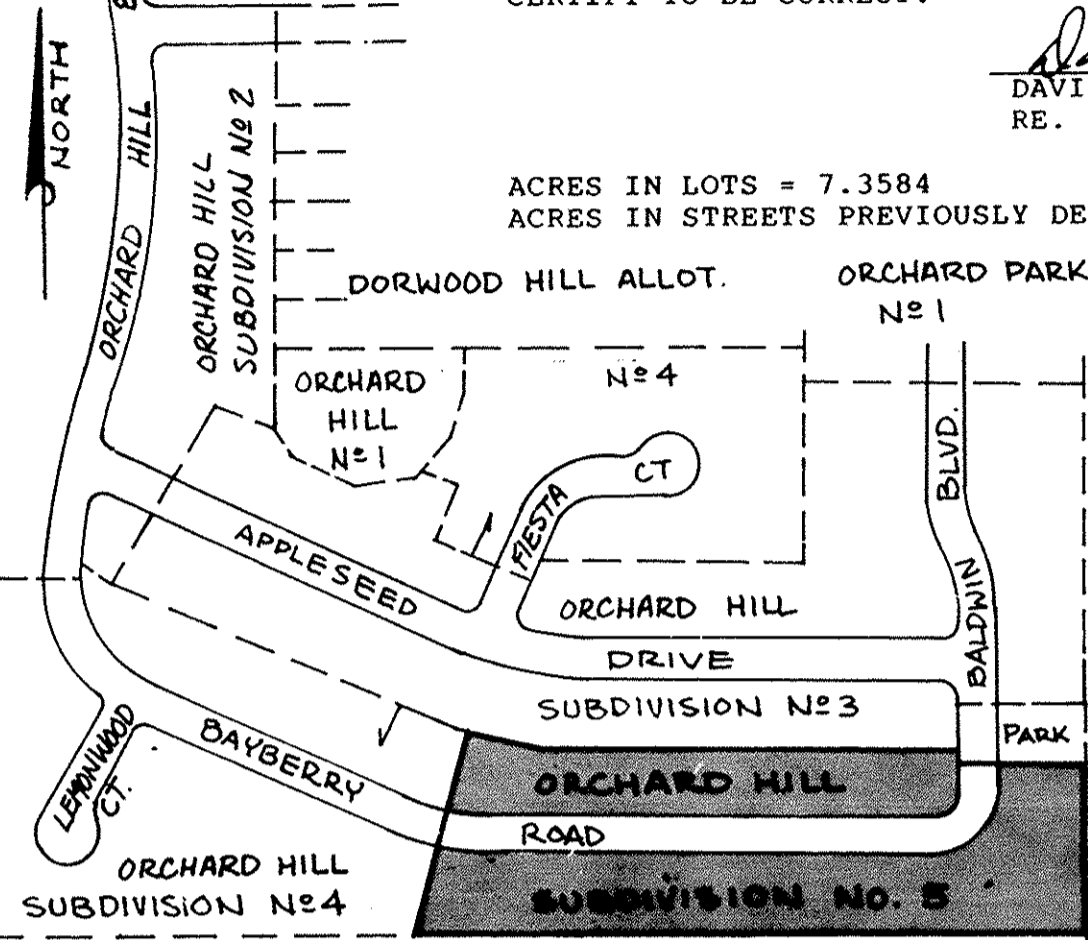 CERTIFY TO BE CORRECT.
NORTH
DAVI
RE.
ORCHARD HILL
ORCHARD HILL
SUBDIVISION Nº 2
ACRES IN LOTS = 7.3584
ACRES IN STREETS PREVIOUSLY DE
DORWOOD HILL ALLOT.
ORCHARD PARK
Nº 1
ORCHARD
HILL
Nº 1
Nº 4
BALDWIN BLVD.
FIESTA CT
APPLESEED DRIVE
ORCHARD HILL
SUBDIVISION Nº 3
PARK
LEMONWOOD
CT.
BAYBERRY ROAD
ORCHARD HILL
SUBDIVISION NO. 5
ORCHARD HILL
SUBDIVISION Nº 4